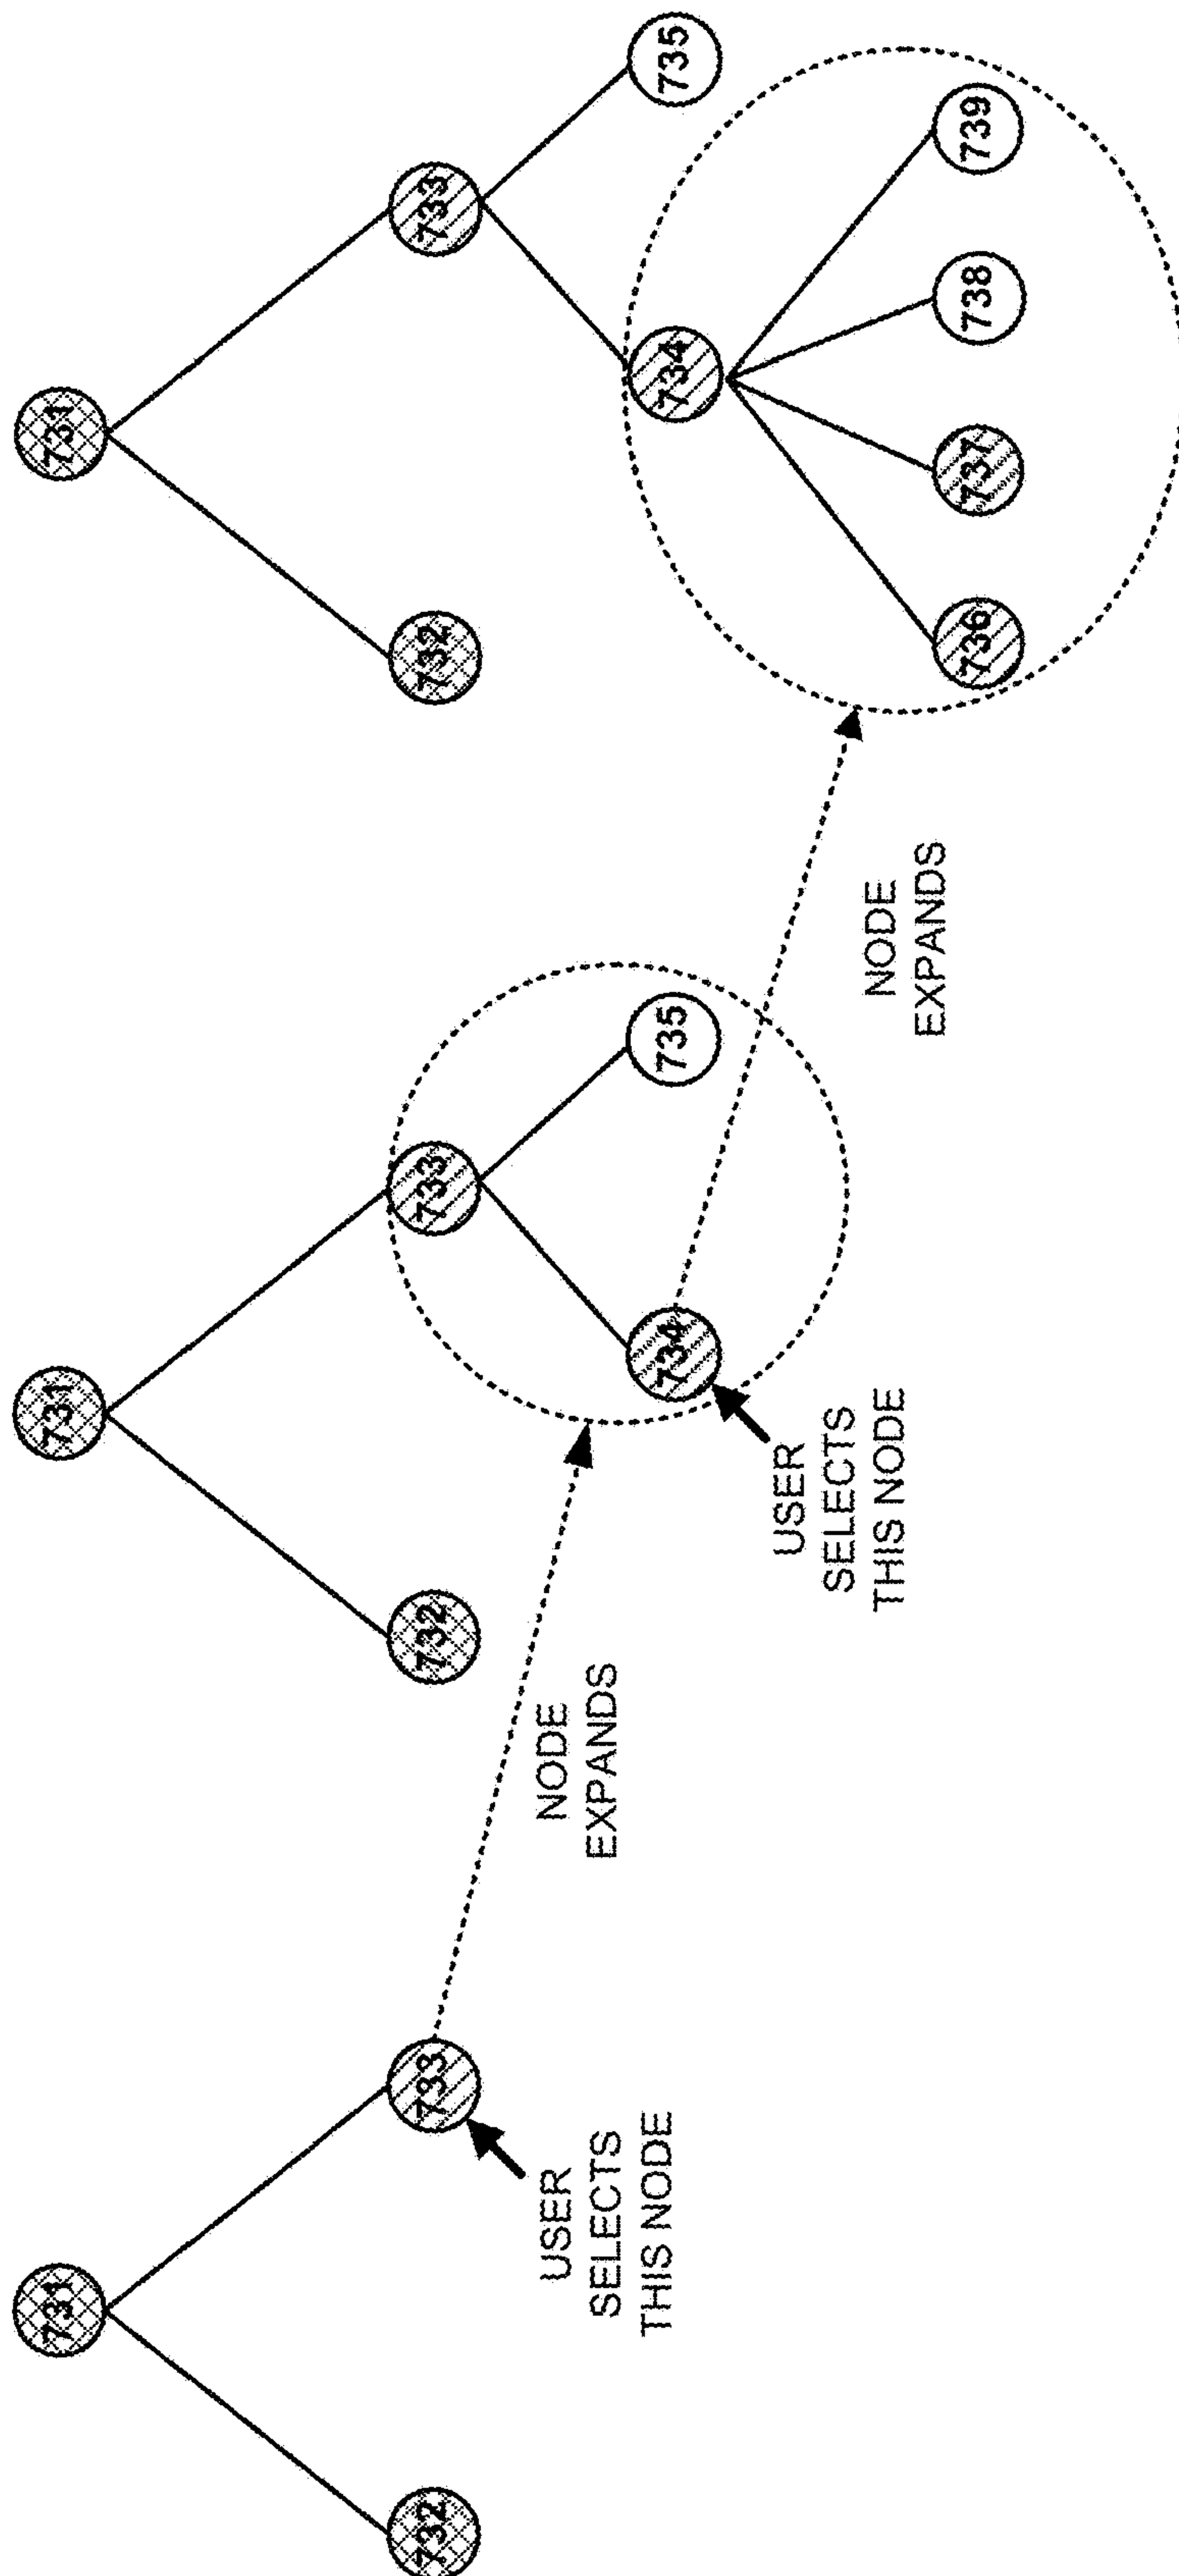 731
732
733
USER
SELECTS
THIS NODE
NODE
EXPANDS
731
732
733
734
735
USER
SELECTS
THIS NODE
NODE
EXPANDS
731
732
733
734
735
736
737
738
739